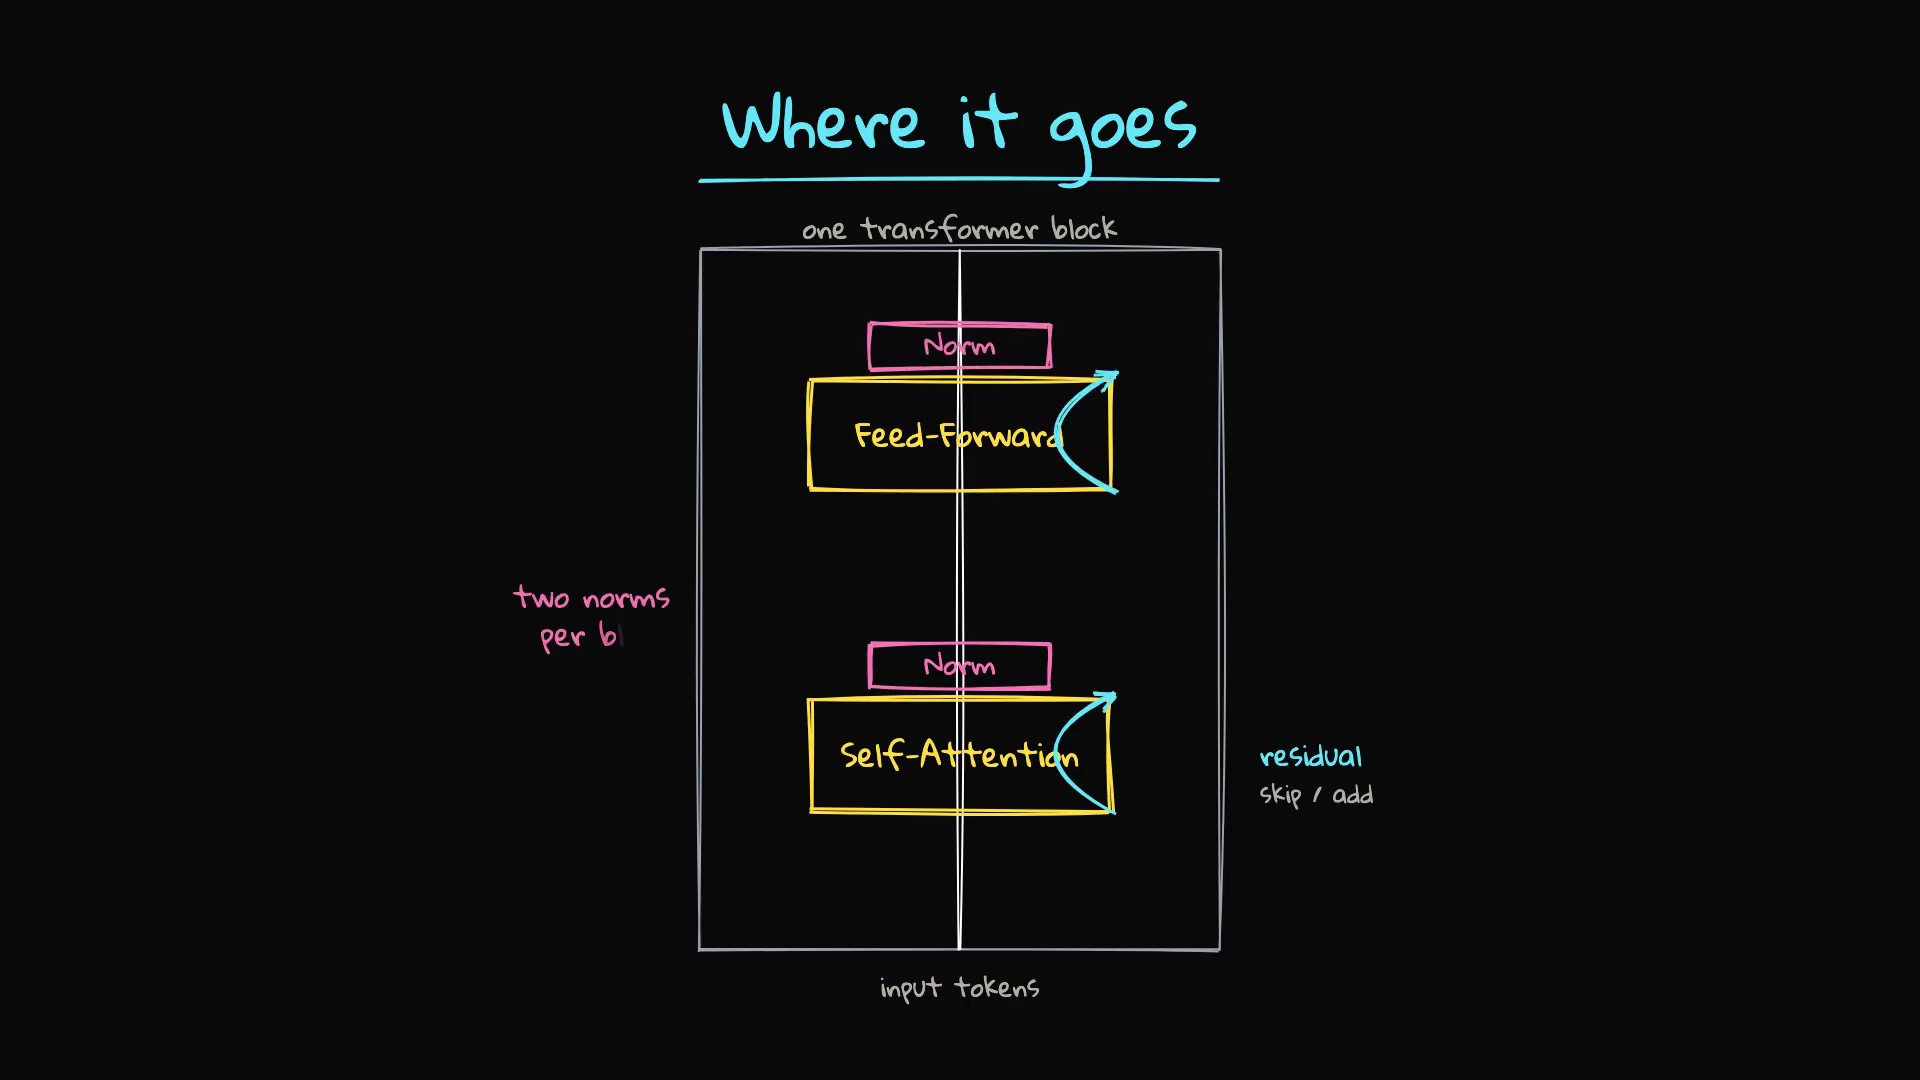 Where it goes
one transformer block
Norm
Feed-Forward
two norms
per bl
Norm
Self-Attention
residual
skip / add
input tokens